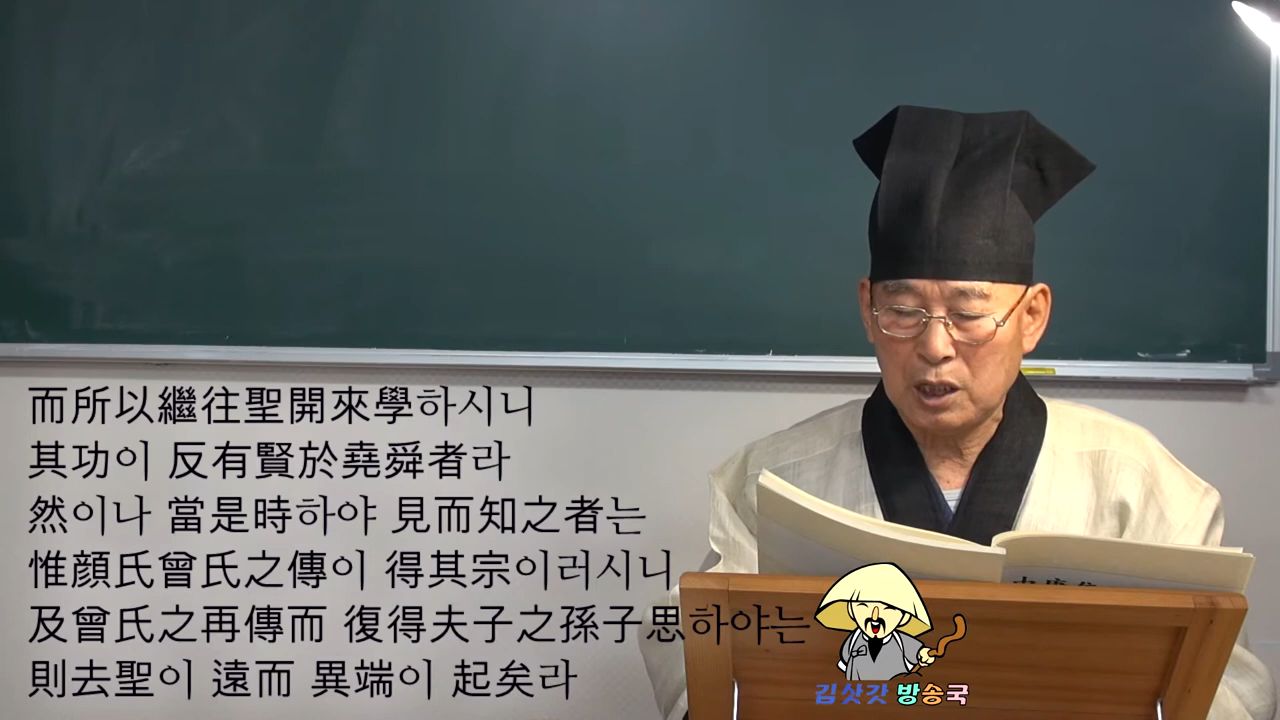 而所以繼往聖開來學하시니
其功이 反有賢於堯舜者라
然이나 當是時하야 見而知之者는
惟顔氏曾氏之傳이 得其宗이러시니
及曾氏之再傳而 復得夫子之孫子思하야는
則去聖이 遠而 異端이 起矣라
김삿갓 방송국